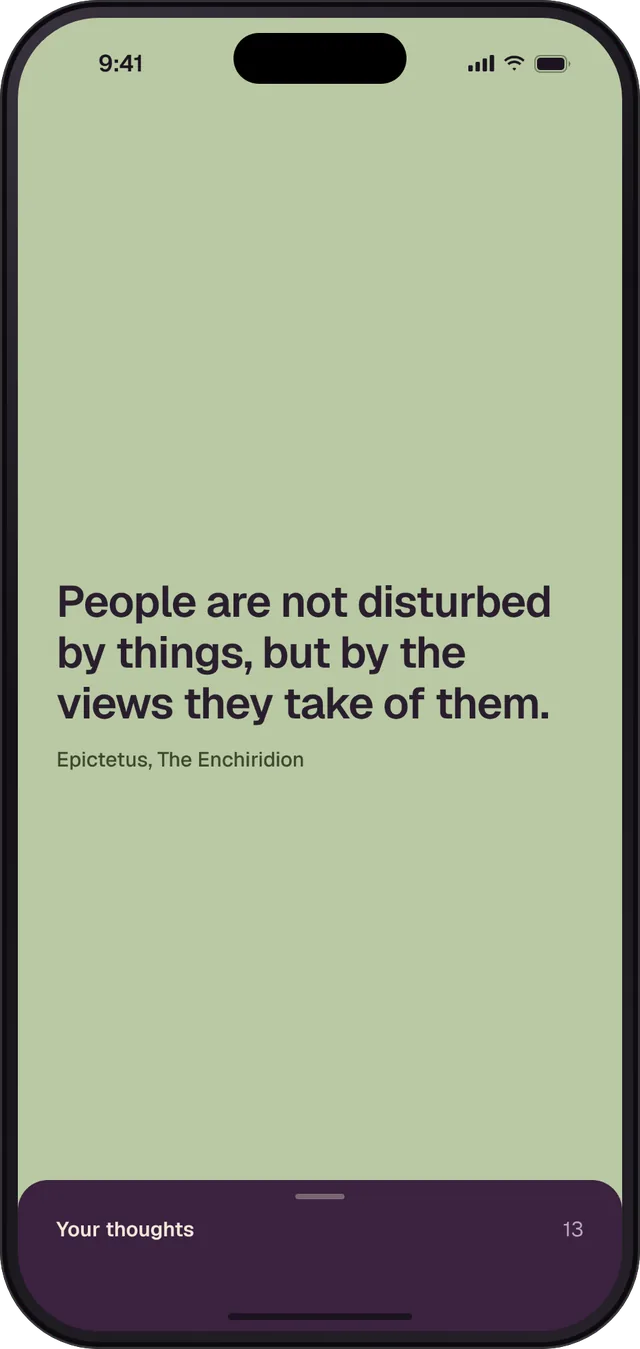 9:41
People are not disturbed
by things, but by the
views they take of them.
Epictetus, The Enchiridion
Your thoughts 13